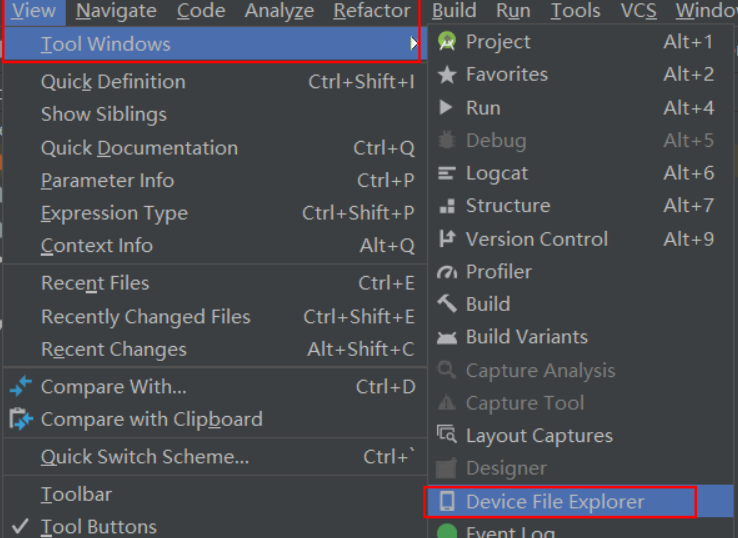 View Navigate Code Analyze Refactor Build Run Tools VCS Windo
Tool Windows
Quick Definition Ctrl+Shift+I
Show Siblings
Quick Documentation Ctrl+Q
Parameter Info Ctrl+P
Expression Type Ctrl+Shift+P
Context Info Alt+Q
Recent Files Ctrl+E
Recently Changed Files Ctrl+Shift+E
Recent Changes Alt+Shift+C
Compare With... Ctrl+D
Compare with Clipboard
Quick Switch Scheme... Ctrl+`
Toolbar
Tool Buttons
Project Alt+1
Favorites Alt+2
Run Alt+4
Debug Alt+5
Logcat Alt+6
Structure Alt+7
Version Control Alt+9
Profiler
Build
Build Variants
Capture Analysis
Capture Tool
Layout Captures
Designer
Device File Explorer
Event Log